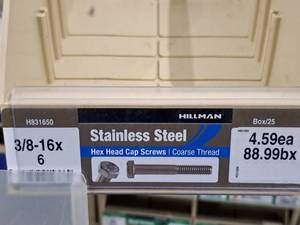 H831650
HILLMAN
Box/25
3/8-16x
6
Stainless Steel
Hex Head Cap Screws | Coarse Thread
4.59ea
88.99bx